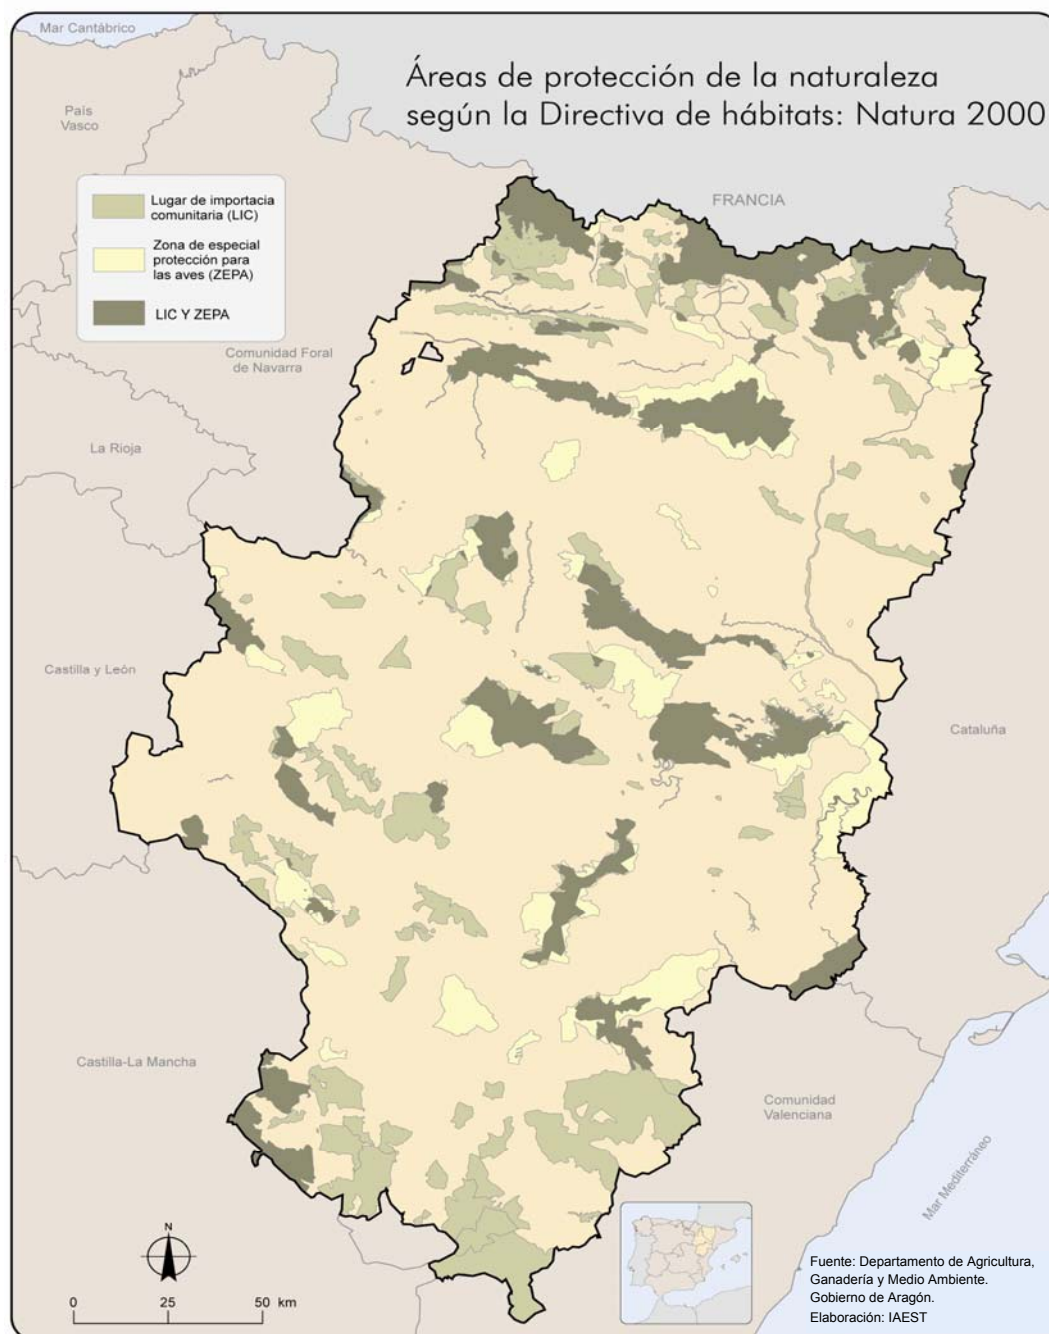 Mar Cantábrico
Áreas de protección de la naturaleza
según la Directiva de hábitats: Natura 2000
País
Vasco
Lugar de importacia
comunitaria (LIC)
Zona de especial
protección para
las aves (ZEPA)
LIC Y ZEPA
FRANCIA
Comunidad Foral
de Navarra
La Rioja
Castilla y León
Cataluña
Castilla-La Mancha
Comunidad
Valenciana
Mar Mediterráneo
N
0 25 50 km
Fuente: Departamento de Agricultura,
Ganadería y Medio Ambiente.
Gobierno de Aragón.
Elaboración: IAEST